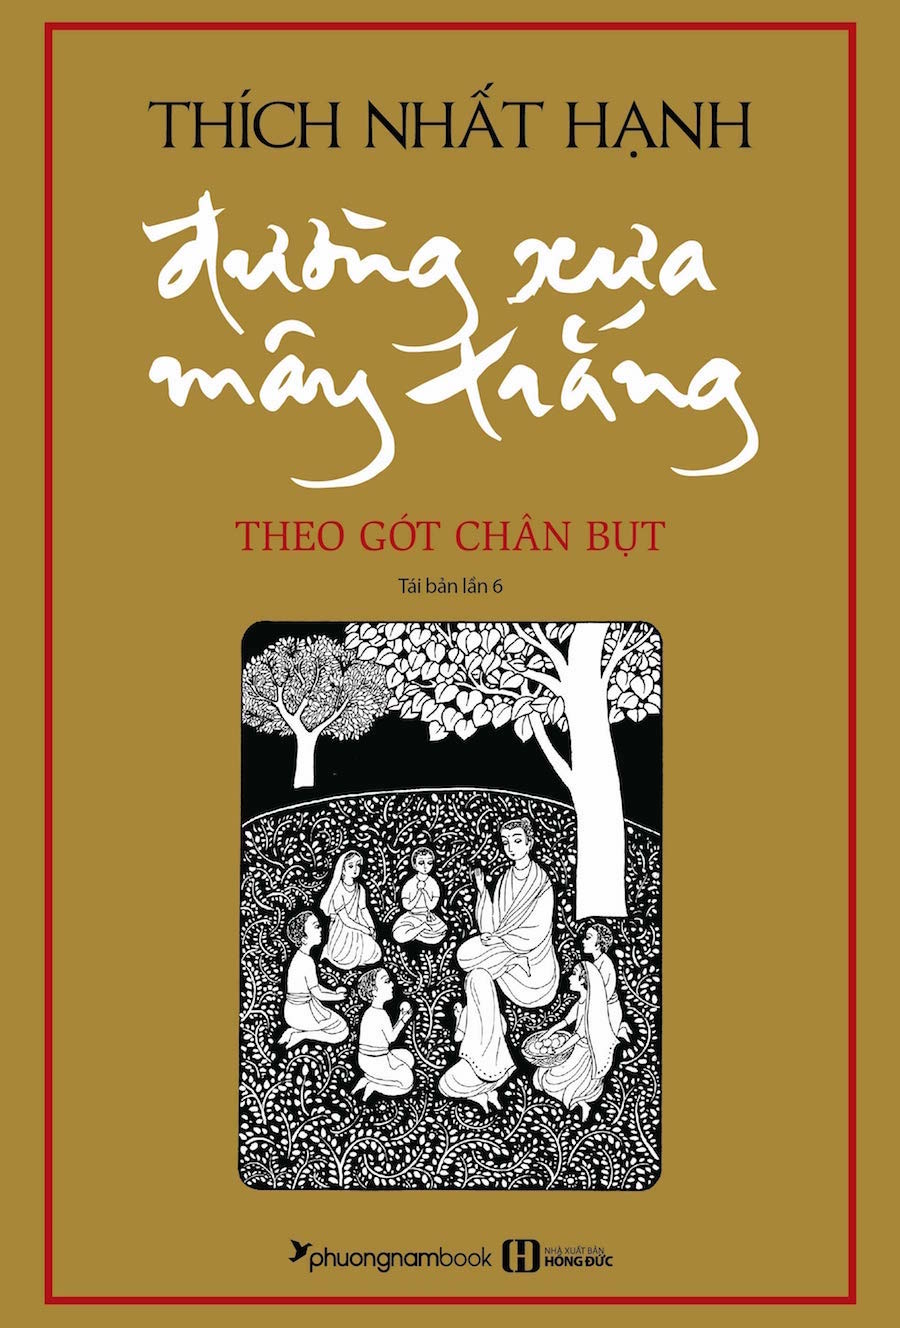 THÍCH NHẤT HẠNH
đường xưa
mây trắng
THEO GÓT CHÂN BỤT
Tái bản lần 6
phuongnambook
NHÀ XUẤT BẢN
HỒNG ĐỨC